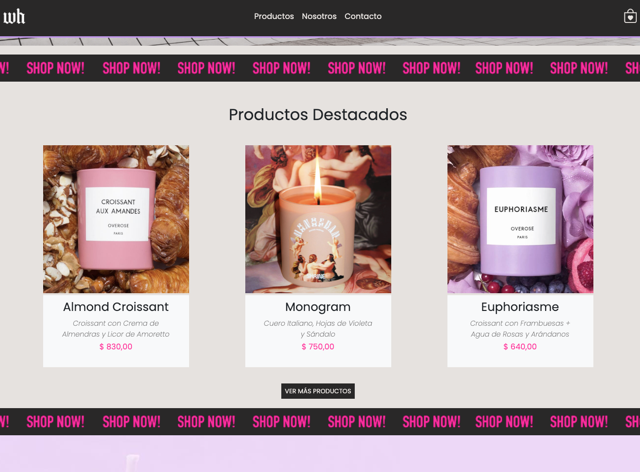 wh
Productos Nosotros Contacto
SHOP NOW! SHOP NOW! SHOP NOW! SHOP NOW! SHOP NOW! SHOP NOW! SHOP NOW! SHOP NOW!
Productos Destacados
CROISSANT
AUX AMANDES
OVEROSE
PARIS
EUPHORIASME
OVEROSE
PARIS
Almond Croissant
Croissant con Crema de
Almendras y Licor de Amoretto
$ 830,00
Monogram
Cuero Italiano, Hojas de Violeta
y Sándalo
$ 750,00
Euphoriasme
Croissant con Frambuesas +
Agua de Rosas y Arándanos
$ 640,00
VER MÁS PRODUCTOS
SHOP NOW! SHOP NOW! SHOP NOW! SHOP NOW! SHOP NOW! SHOP NOW! SHOP NOW! SHOP NOW!